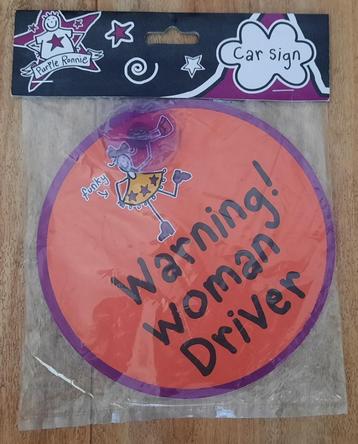 Purple Ronnie
Car sign
funky
Warning!
woman
Driver